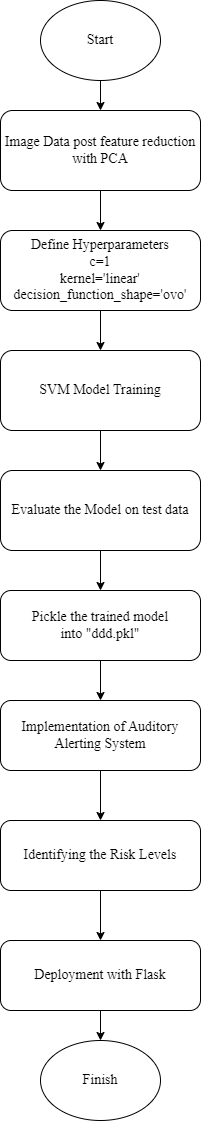 Start
Image Data post feature reduction
with PCA
Define Hyperparameters
c=1
kernel='linear'
decision_function_shape='ovo'
SVM Model Training
Evaluate the Model on test data
Pickle the trained model
into "ddd.pkl"
Implementation of Auditory
Alerting System
Identifying the Risk Levels
Deployment with Flask
Finish